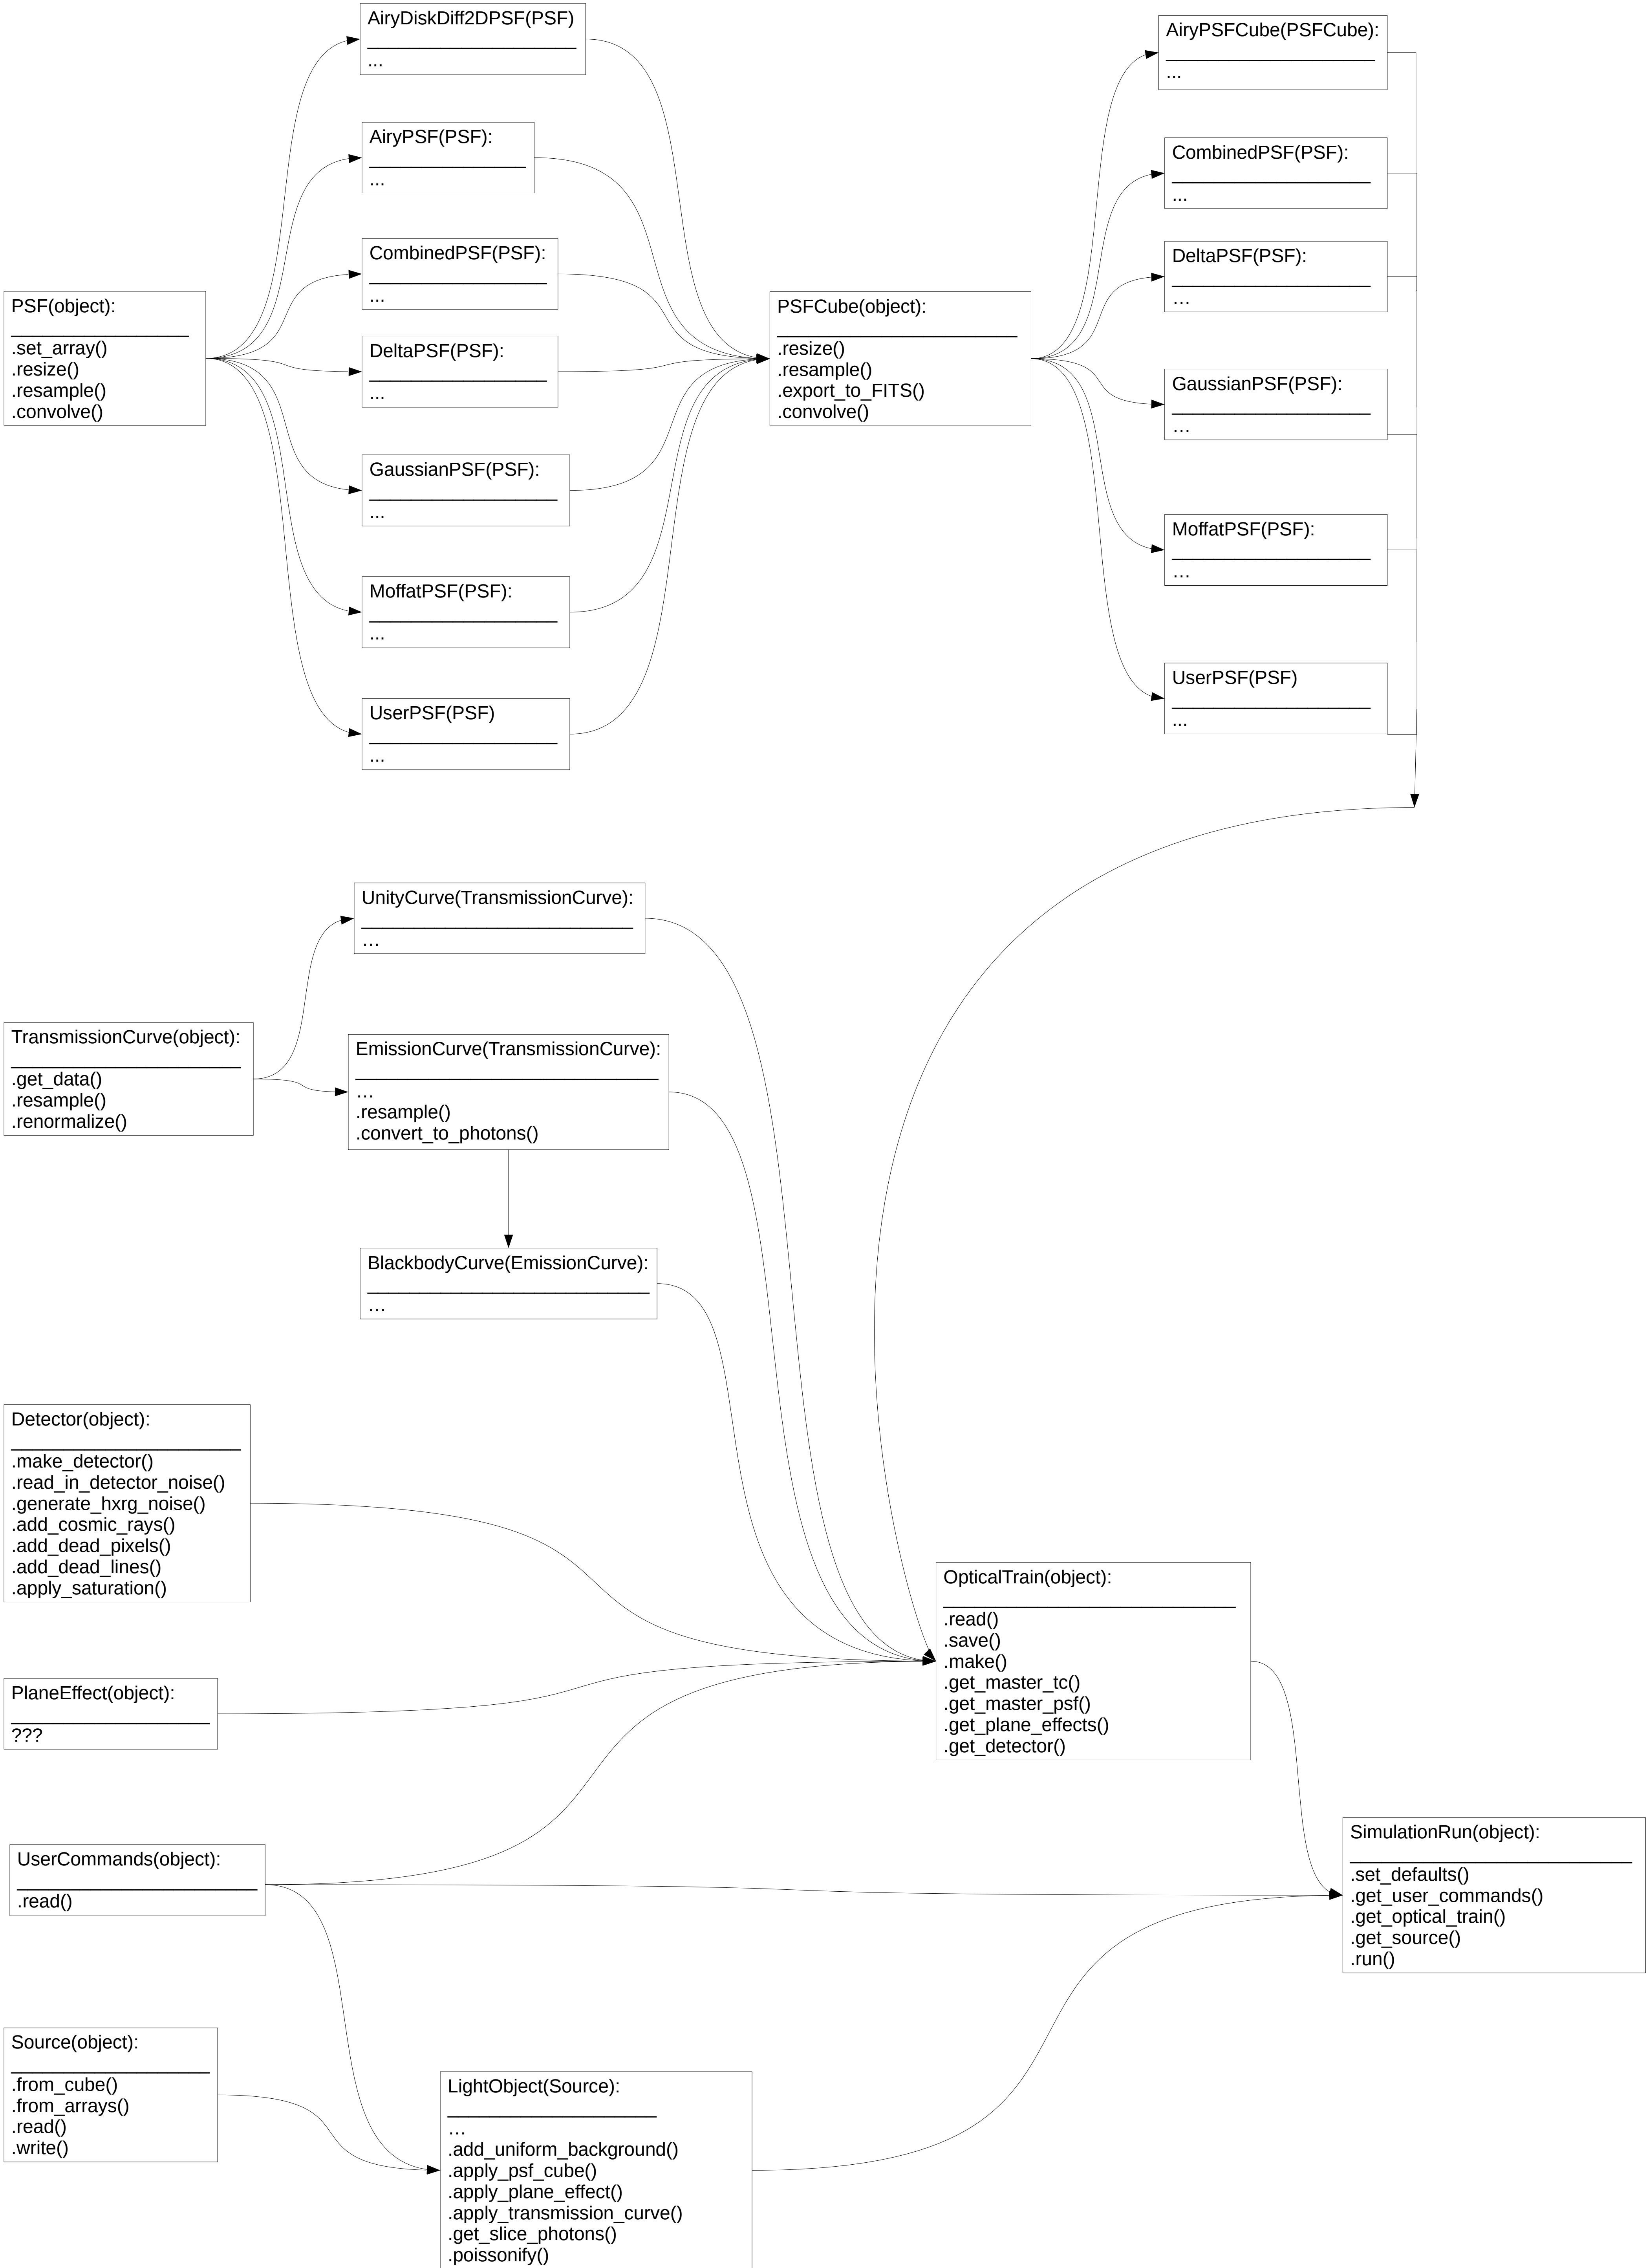 AiryDiskDiff2DPSF(PSF)
...
AiryPSF(PSF):
...
CombinedPSF(PSF):
...
PSF(object):
.set_array()
.resize()
.resample()
.convolve()
DeltaPSF(PSF):
...
GaussianPSF(PSF):
...
MoffatPSF(PSF):
...
UserPSF(PSF)
...
PSFCube(object):
.resize()
.resample()
.export_to_FITS()
.convolve()
AiryPSFCube(PSFCube):
...
CombinedPSF(PSF):
...
DeltaPSF(PSF):
…
GaussianPSF(PSF):
…
MoffatPSF(PSF):
…
UserPSF(PSF)
...
UnityCurve(TransmissionCurve):
…
TransmissionCurve(object):
.get_data()
.resample()
.renormalize()
EmissionCurve(TransmissionCurve):
…
.resample()
.convert_to_photons()
BlackbodyCurve(EmissionCurve):
…
Detector(object):
.make_detector()
.read_in_detector_noise()
.generate_hxrg_noise()
.add_cosmic_rays()
.add_dead_pixels()
.add_dead_lines()
.apply_saturation()
OpticalTrain(object):
.read()
.save()
.make()
.get_master_tc()
.get_master_psf()
.get_plane_effects()
.get_detector()
PlaneEffect(object):
???
UserCommands(object):
.read()
SimulationRun(object):
.set_defaults()
.get_user_commands()
.get_optical_train()
.get_source()
.run()
Source(object):
.from_cube()
.from_arrays()
.read()
.write()
LightObject(Source):
…
.add_uniform_background()
.apply_psf_cube()
.apply_plane_effect()
.apply_transmission_curve()
.get_slice_photons()
.poissonify()